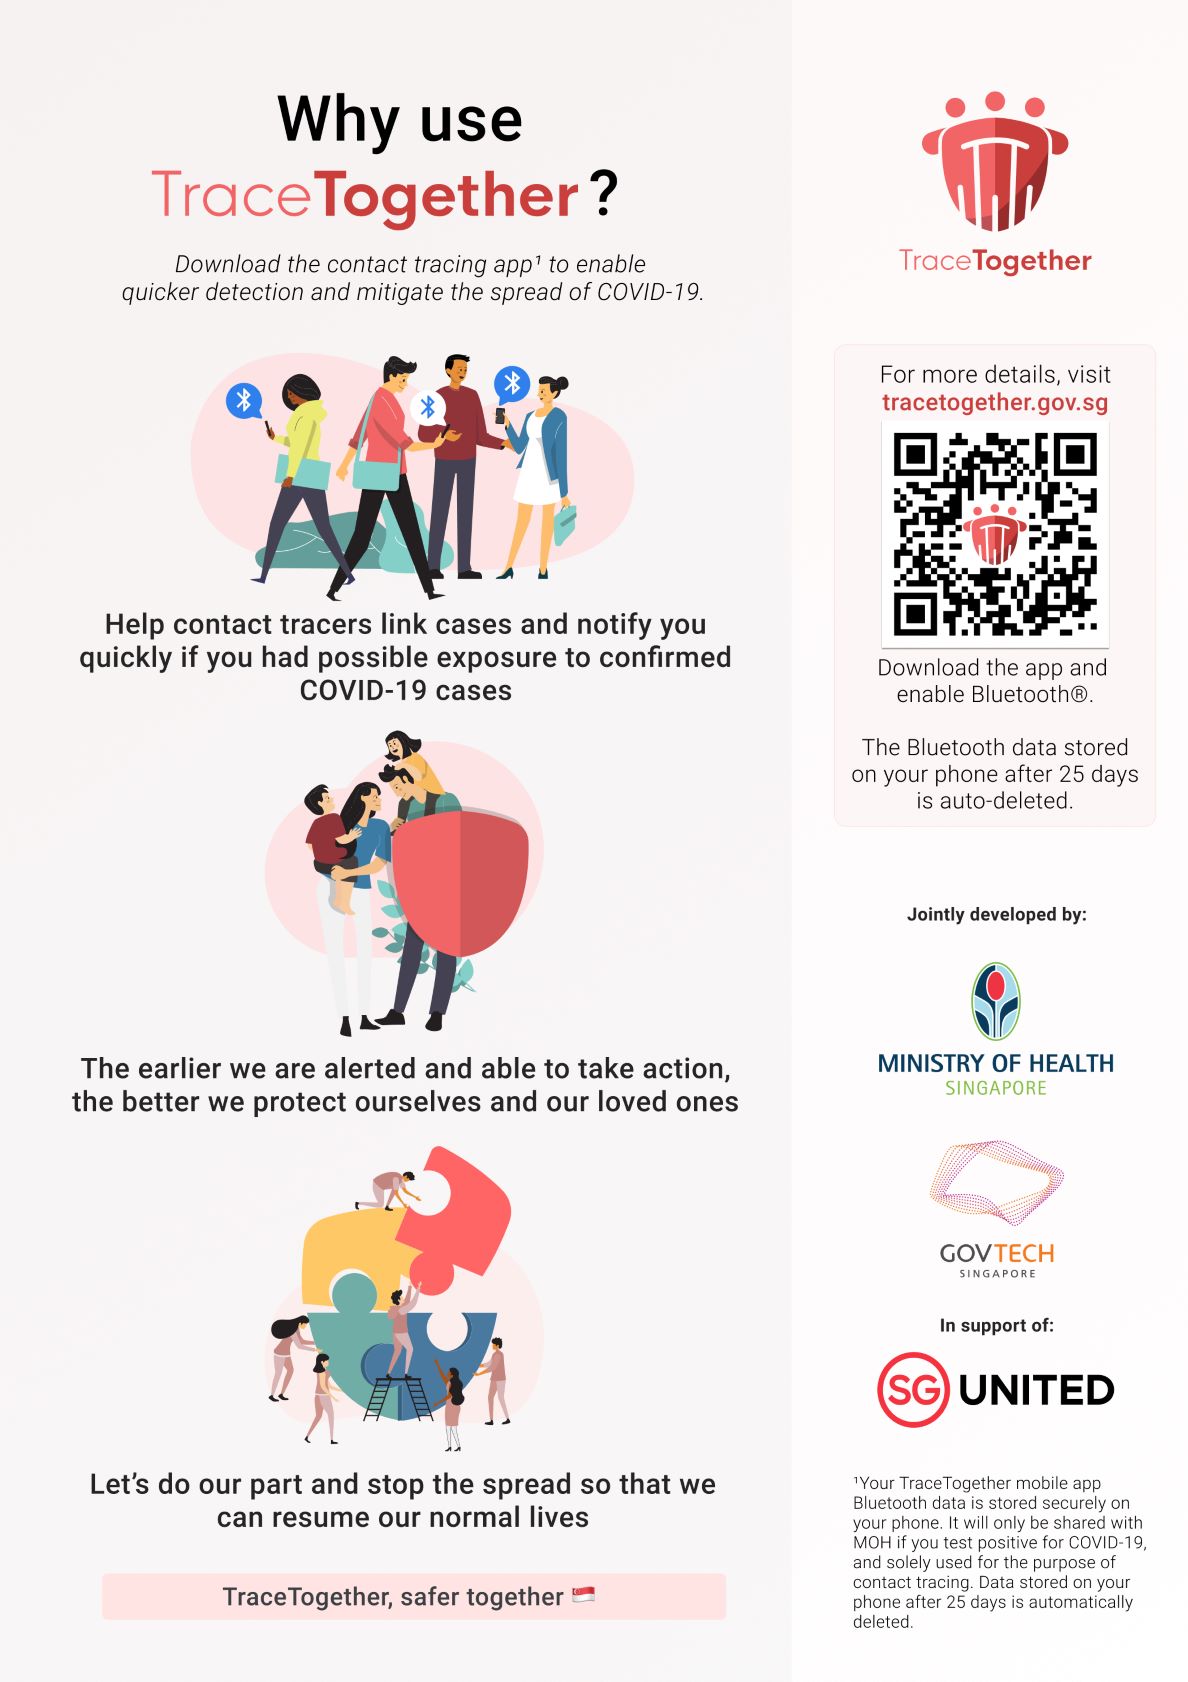 Why use
TraceTogether?
Download the contact tracing app¹ to enable
quicker detection and mitigate the spread of COVID-19.
Help contact tracers link cases and notify you
quickly if you had possible exposure to confirmed
COVID-19 cases
The earlier we are alerted and able to take action,
the better we protect ourselves and our loved ones
Let's do our part and stop the spread so that we
can resume our normal lives
TraceTogether, safer together 🇸🇬
TraceTogether
For more details, visit
tracetogether.gov.sg
Download the app and
enable Bluetooth®.
The Bluetooth data stored
on your phone after 25 days
is auto-deleted.
Jointly developed by:
MINISTRY OF HEALTH
SINGAPORE
GOVTECH
SINGAPORE
In support of:
SG UNITED
¹Your TraceTogether mobile app
Bluetooth data is stored securely on
your phone. It will only be shared with
MOH if you test positive for COVID-19,
and solely used for the purpose of
contact tracing. Data stored on your
phone after 25 days is automatically
deleted.